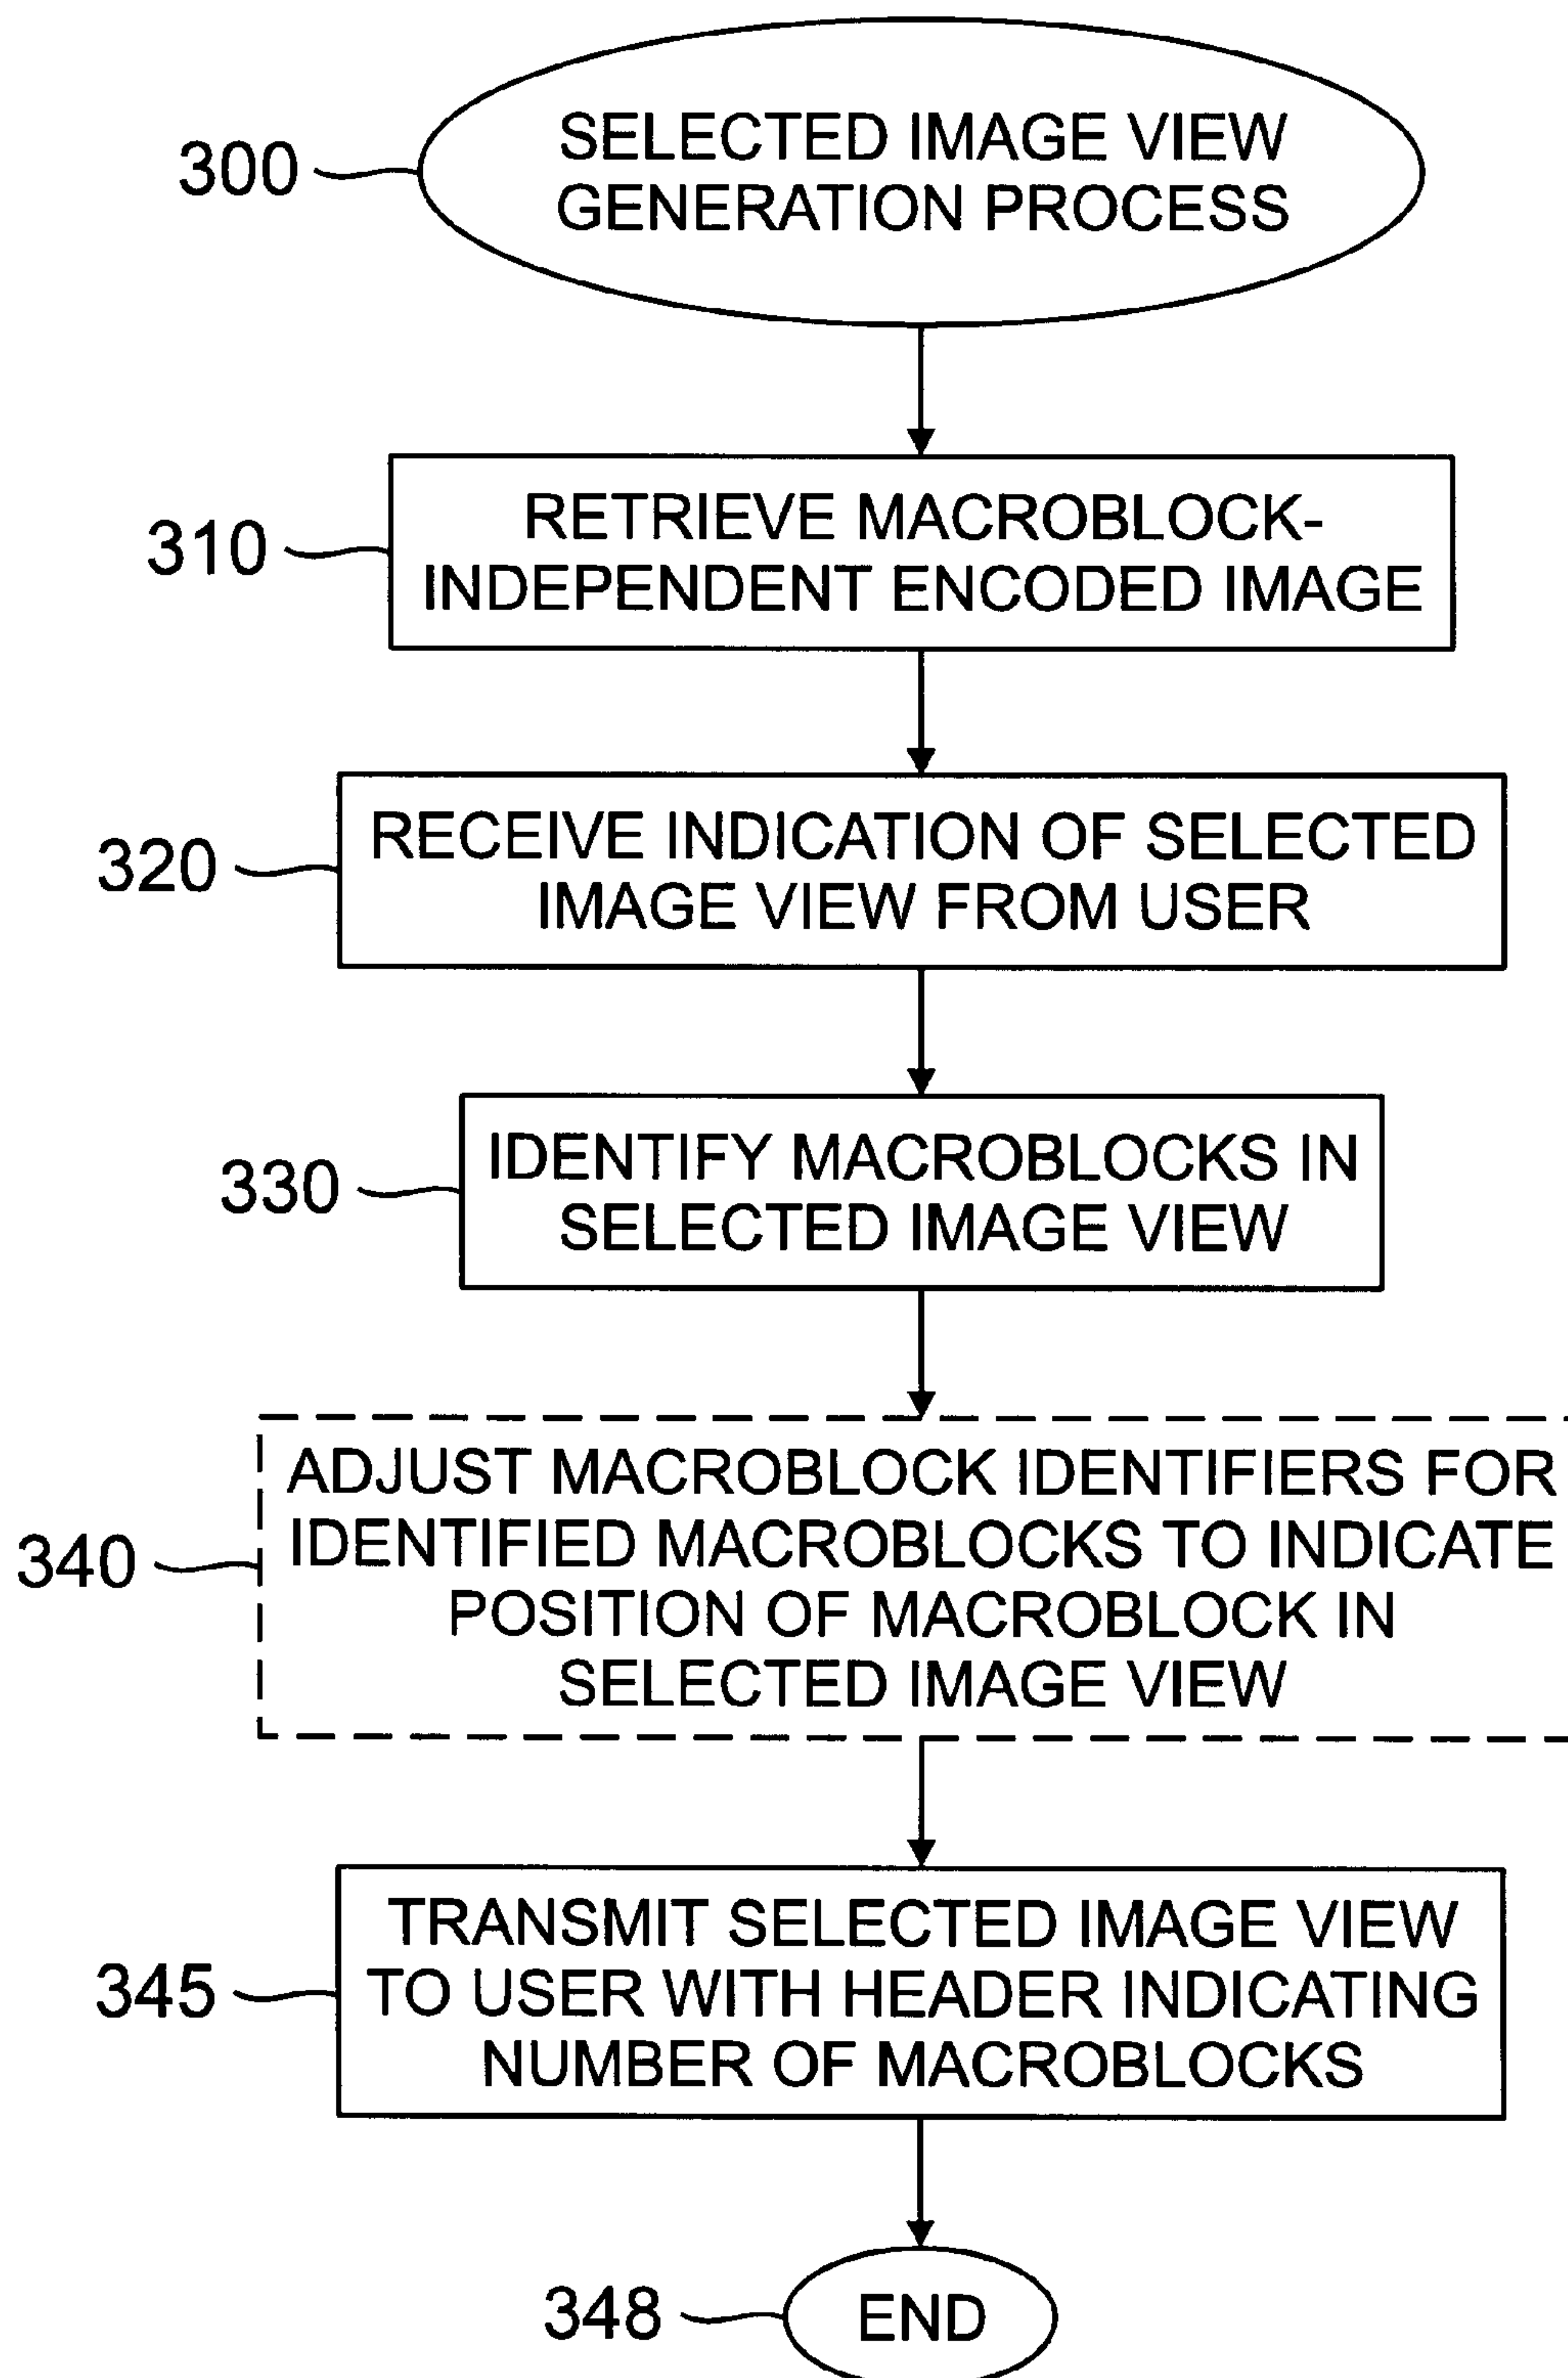 SELECTED IMAGE VIEW
GENERATION PROCESS
300
RETRIEVE MACROBLOCK-
INDEPENDENT ENCODED IMAGE
310
RECEIVE INDICATION OF SELECTED
IMAGE VIEW FROM USER
320
IDENTIFY MACROBLOCKS IN
SELECTED IMAGE VIEW
330
ADJUST MACROBLOCK IDENTIFIERS FOR
IDENTIFIED MACROBLOCKS TO INDICATE
POSITION OF MACROBLOCK IN
SELECTED IMAGE VIEW
340
TRANSMIT SELECTED IMAGE VIEW
TO USER WITH HEADER INDICATING
NUMBER OF MACROBLOCKS
345
END
348